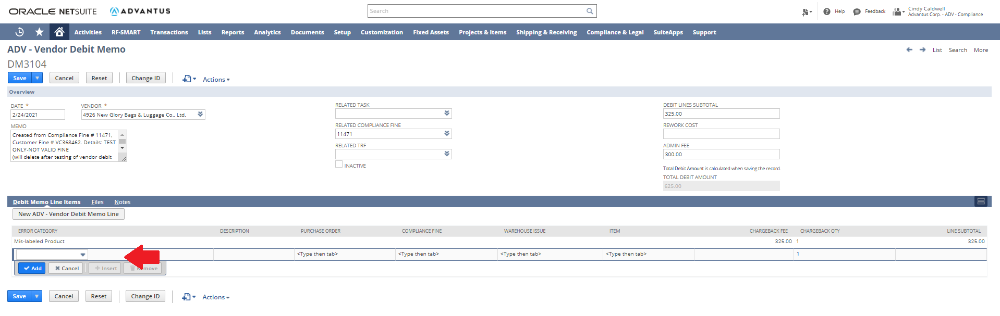 ORACLE NETSUITE ADVANTUS
Search
Help
Feedback
Cindy Caldwell
Advantus Corp. - ADV - Compliance
Activities RF-SMART Transactions Lists Reports Analytics Documents Setup Customization Fixed Assets Projects & Items Shipping & Receiving Compliance & Legal SuiteApps Support
ADV - Vendor Debit Memo
List Search More
DM3104
Save Cancel Reset Change ID Actions
Overview
DATE *
2/24/2021
VENDOR *
4926 New Glory Bags & Luggage Co., Ltd.
MEMO
Created from Compliance Fine # 11471,
Customer Fine # VC368462. Details: TEST
ONLY-NOT VALID FINE
(will delete after testing of vendor debit
RELATED TASK
RELATED COMPLIANCE FINE
11471
RELATED TRF
INACTIVE
DEBIT LINES SUBTOTAL
325.00
REWORK COST
ADMIN FEE
300.00
Total Debit Amount is calculated when saving the record.
TOTAL DEBIT AMOUNT
625.00
Debit Memo Line Items Files Notes
New ADV - Vendor Debit Memo Line
ERROR CATEGORY DESCRIPTION PURCHASE ORDER COMPLIANCE FINE WAREHOUSE ISSUE ITEM CHARGEBACK FEE CHARGEBACK QTY LINE SUBTOTAL
Mis-labeled Product 325.00 1 325.00
<Type then tab> <Type then tab> <Type then tab> <Type then tab> 1
Add Cancel Insert Remove
Save Cancel Reset Change ID Actions